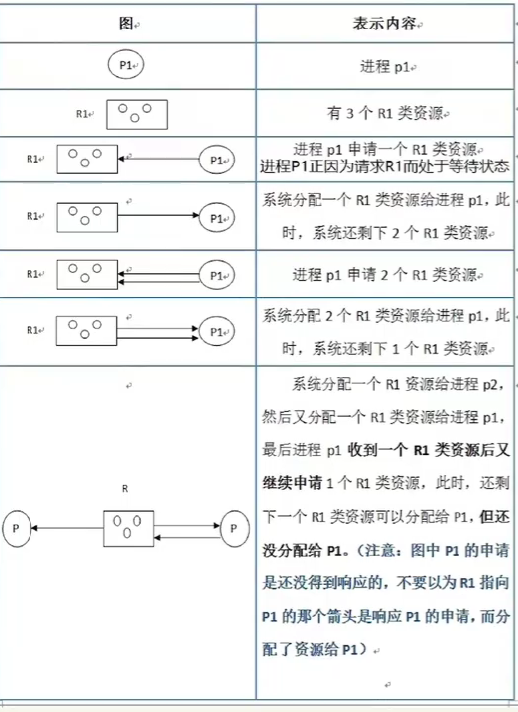 图 表示内容
P1
进程 p1
R1
有 3 个 R1 类资源
R1 P1
进程 p1 申请一个 R1 类资源
进程P1正因为请求R1而处于等待状态
R1 P1
系统分配一个 R1 类资源给进程 p1，此
时，系统还剩下 2 个 R1 类资源
R1 P1
进程 p1 申请 2 个 R1 类资源
R1 P1
系统分配 2 个 R1 类资源给进程 p1，此
时，系统还剩下 1 个 R1 类资源
R
P P
系统分配一个 R1 资源给进程 p2，
然后又分配一个 R1 类资源给进程 p1，
最后进程 p1 收到一个 R1 类资源后又
继续申请 1 个 R1 类资源，此时，还剩
下一个 R1 类资源可以分配给 P1，但还
没分配给 P1。（注意：图中 P1 的申请
是还没得到响应的，不要以为 R1 指向
P1 的那个箭头是响应 P1 的申请，而分
配了资源给 P1）